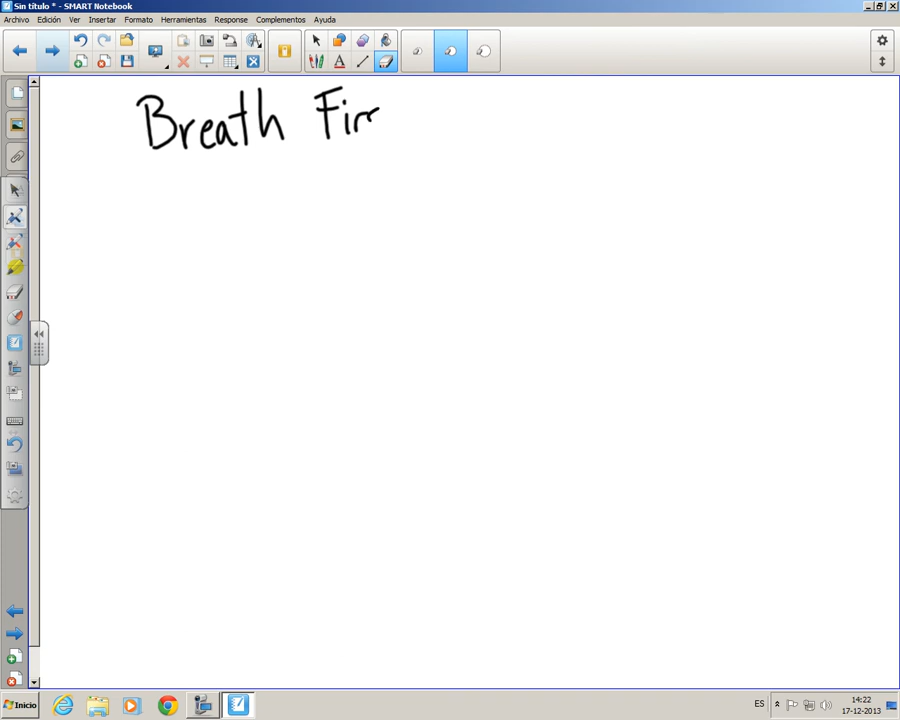 Sin título * - SMART Notebook
Archivo Edición Ver Insertar Formato Herramientas Response Complementos Ayuda
Breath Fir
Inicio
ES
14:22
17-12-2013